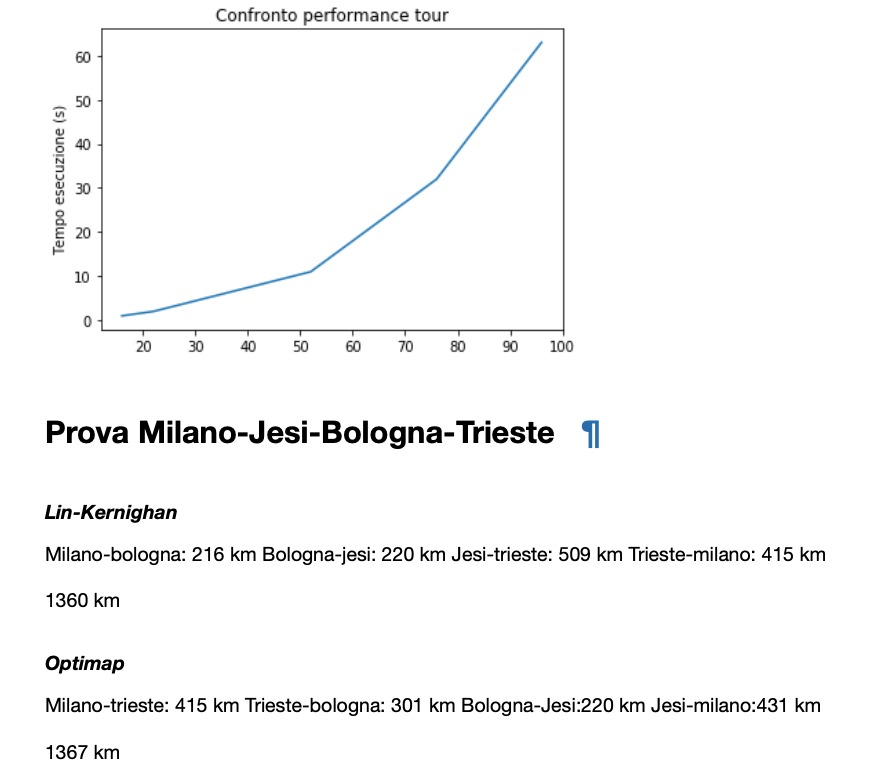 Confronto performance tour
Tempo esecuzione (s)
60
50
40
30
20
10
0
20 30 40 50 60 70 80 90 100
Prova Milano-Jesi-Bologna-Trieste ¶
Lin-Kernighan
Milano-bologna: 216 km Bologna-jesi: 220 km Jesi-trieste: 509 km Trieste-milano: 415 km
1360 km
Optimap
Milano-trieste: 415 km Trieste-bologna: 301 km Bologna-Jesi:220 km Jesi-milano:431 km
1367 km